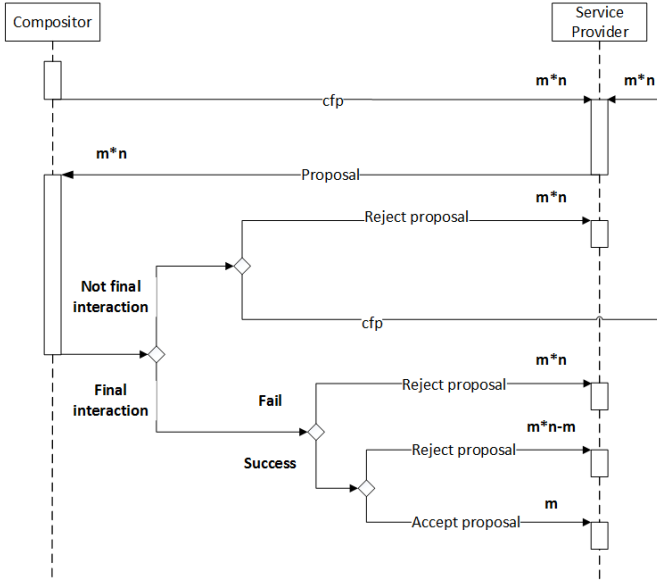 Compositor
Service
Provider
m*n
m*n
cfp
m*n
Proposal
m*n
Reject proposal
Not final
interaction
cfp
m*n
Final
interaction
Fail
Reject proposal
m*n-m
Success
Reject proposal
m
Accept proposal